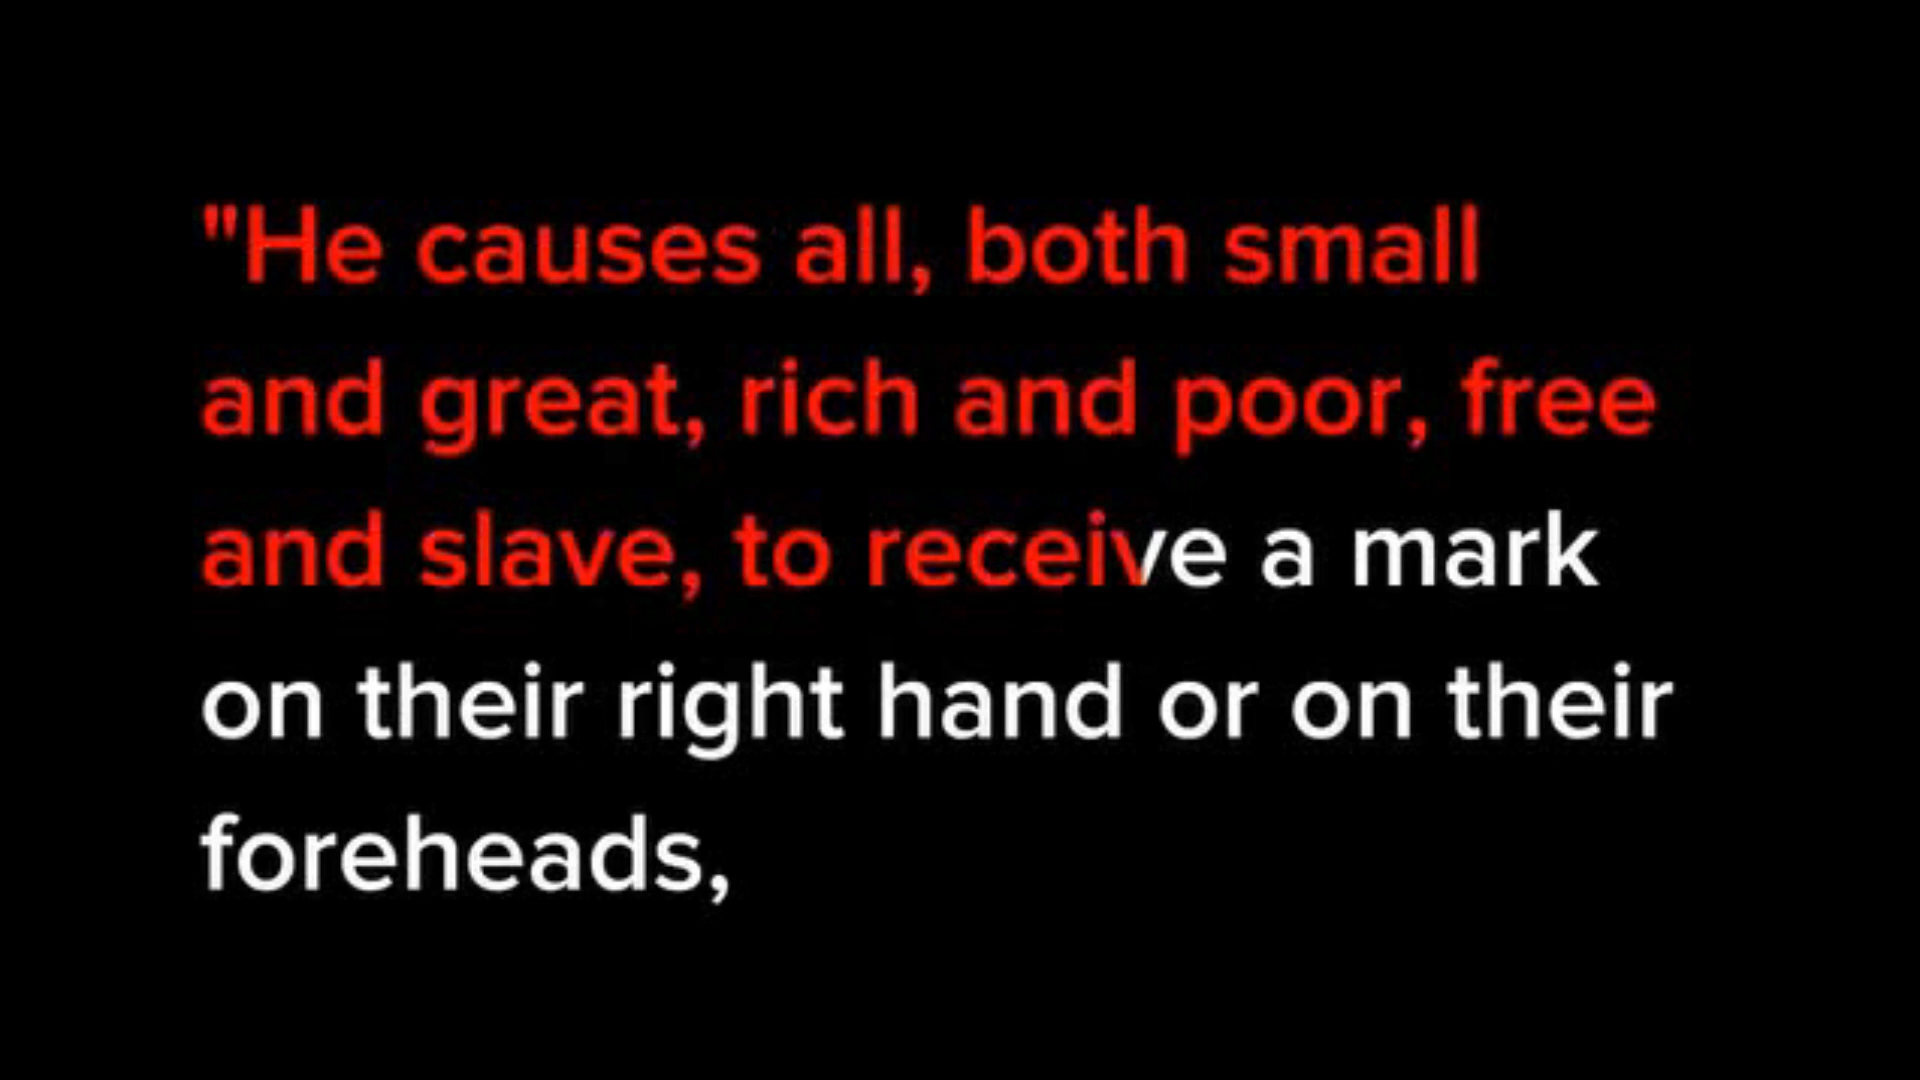 "He causes all, both small
and great, rich and poor, free
and slave, to receive a mark
on their right hand or on their
foreheads,